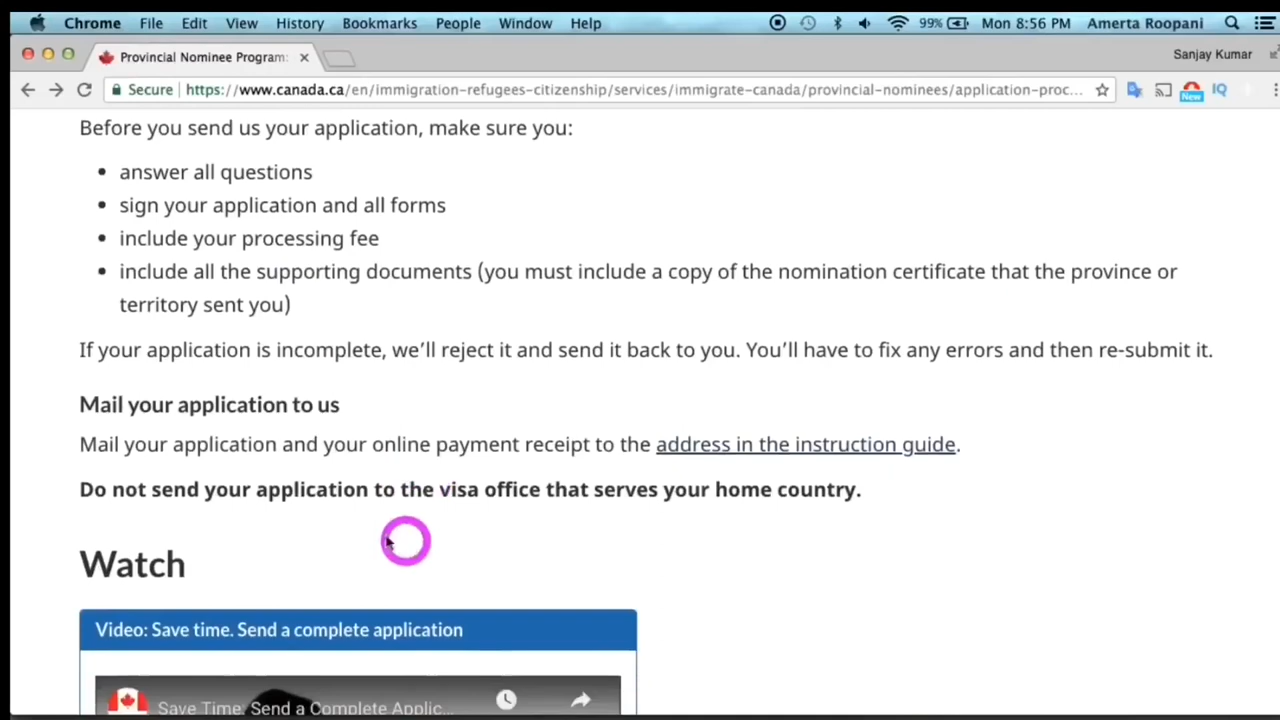 Chrome File Edit View History Bookmarks People Window Help 99% Mon 8:56 PM Amerta Roopani
Provincial Nominee Program: Sanjay Kumar
Secure https://www.canada.ca/en/immigration-refugees-citizenship/services/immigrate-canada/provincial-nominees/application-proc... New IQ
Before you send us your application, make sure you:
• answer all questions
• sign your application and all forms
• include your processing fee
• include all the supporting documents (you must include a copy of the nomination certificate that the province or
territory sent you)
If your application is incomplete, we’ll reject it and send it back to you. You’ll have to fix any errors and then re-submit it.
Mail your application to us
Mail your application and your online payment receipt to the address in the instruction guide.
Do not send your application to the visa office that serves your home country.
Watch
Video: Save time. Send a complete application
Save Time. Send a Complete Applic...